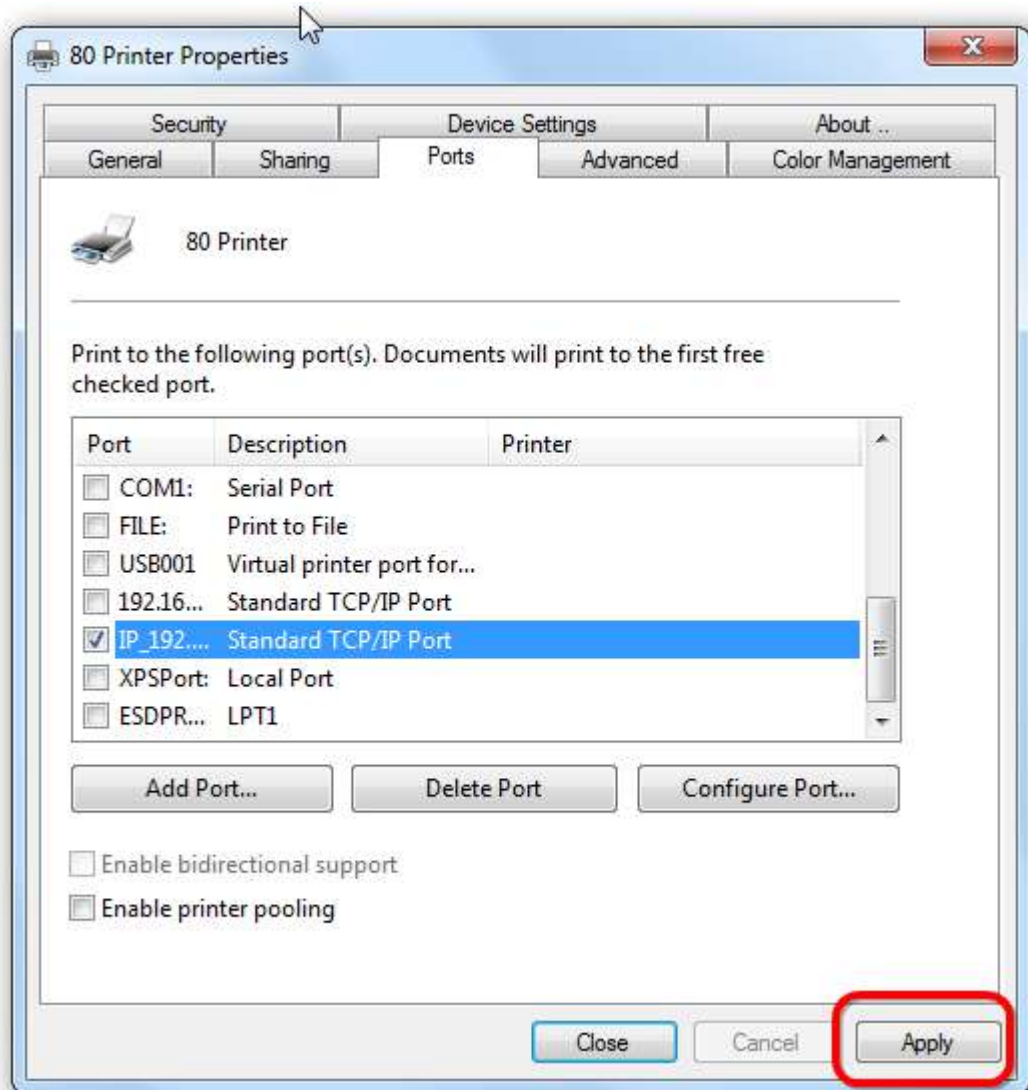 80 Printer Properties
Security Device Settings About ..
General Sharing Ports Advanced Color Management
80 Printer
Print to the following port(s). Documents will print to the first free
checked port.
Port Description Printer
COM1: Serial Port
FILE: Print to File
USB001 Virtual printer port for...
192.16... Standard TCP/IP Port
IP_192.... Standard TCP/IP Port
XPSPort: Local Port
ESDPR... LPT1
Add Port... Delete Port Configure Port...
Enable bidirectional support
Enable printer pooling
Close Cancel Apply